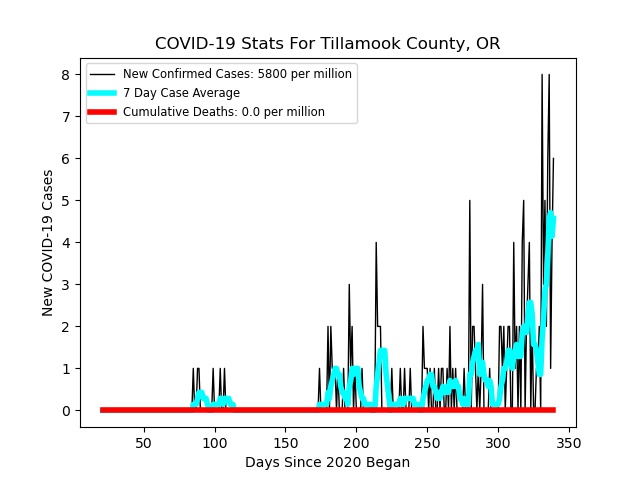 COVID-19 Stats For Tillamook County, OR
New Confirmed Cases: 5800 per million
7 Day Case Average
Cumulative Deaths: 0.0 per million
New COVID-19 Cases
8
7
6
5
4
3
2
1
0
50 100 150 200 250 300 350
Days Since 2020 Began